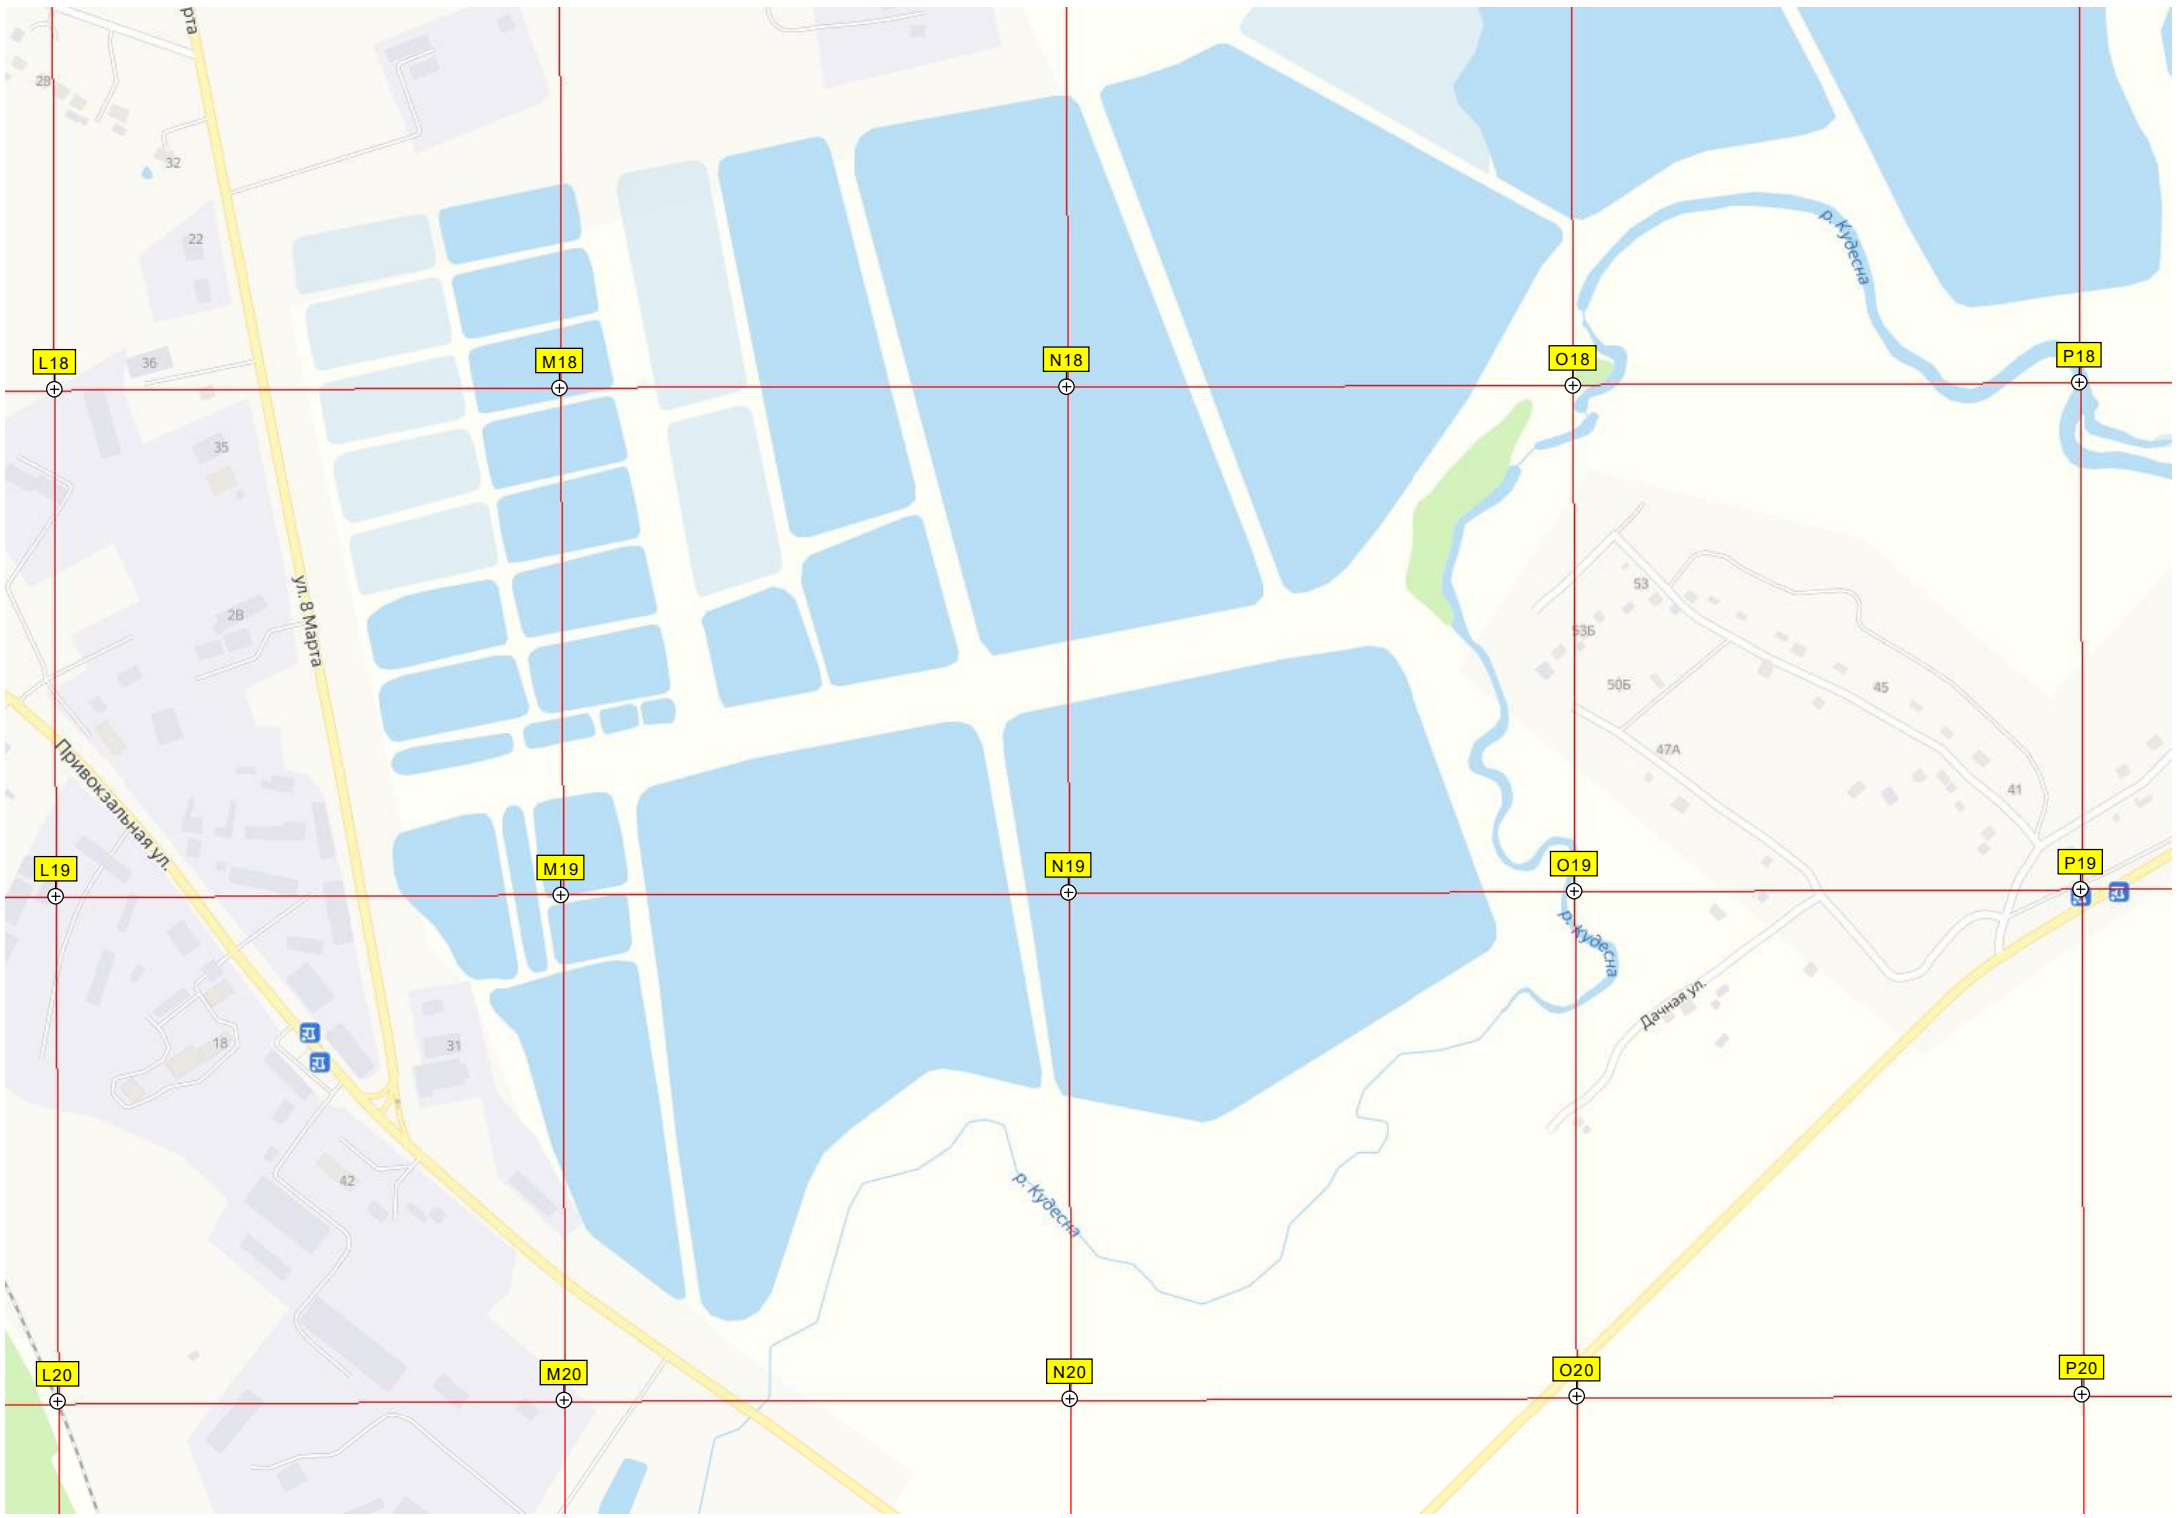 рта
28
32
р. Кудесна
22
L18
M18
N18
O18
P18
36
35
ул. 8 Марта
53
2В
53Б
50Б
45
47А
Привокзальная ул.
41
L19
M19
N19
O19
P19
р. Кудесна
Дачная ул.
18
31
42
р. Кудесна
L20
M20
N20
O20
P20